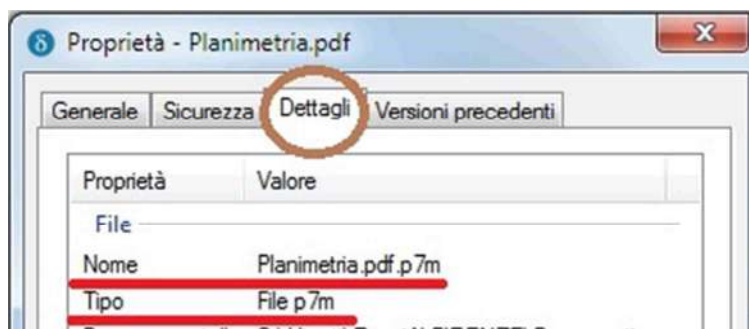 Proprietà - Planimetria.pdf
Generale Sicurezza Dettagli Versioni precedenti
Proprietà Valore
File
Nome Planimetria.pdf.p7m
Tipo File p7m